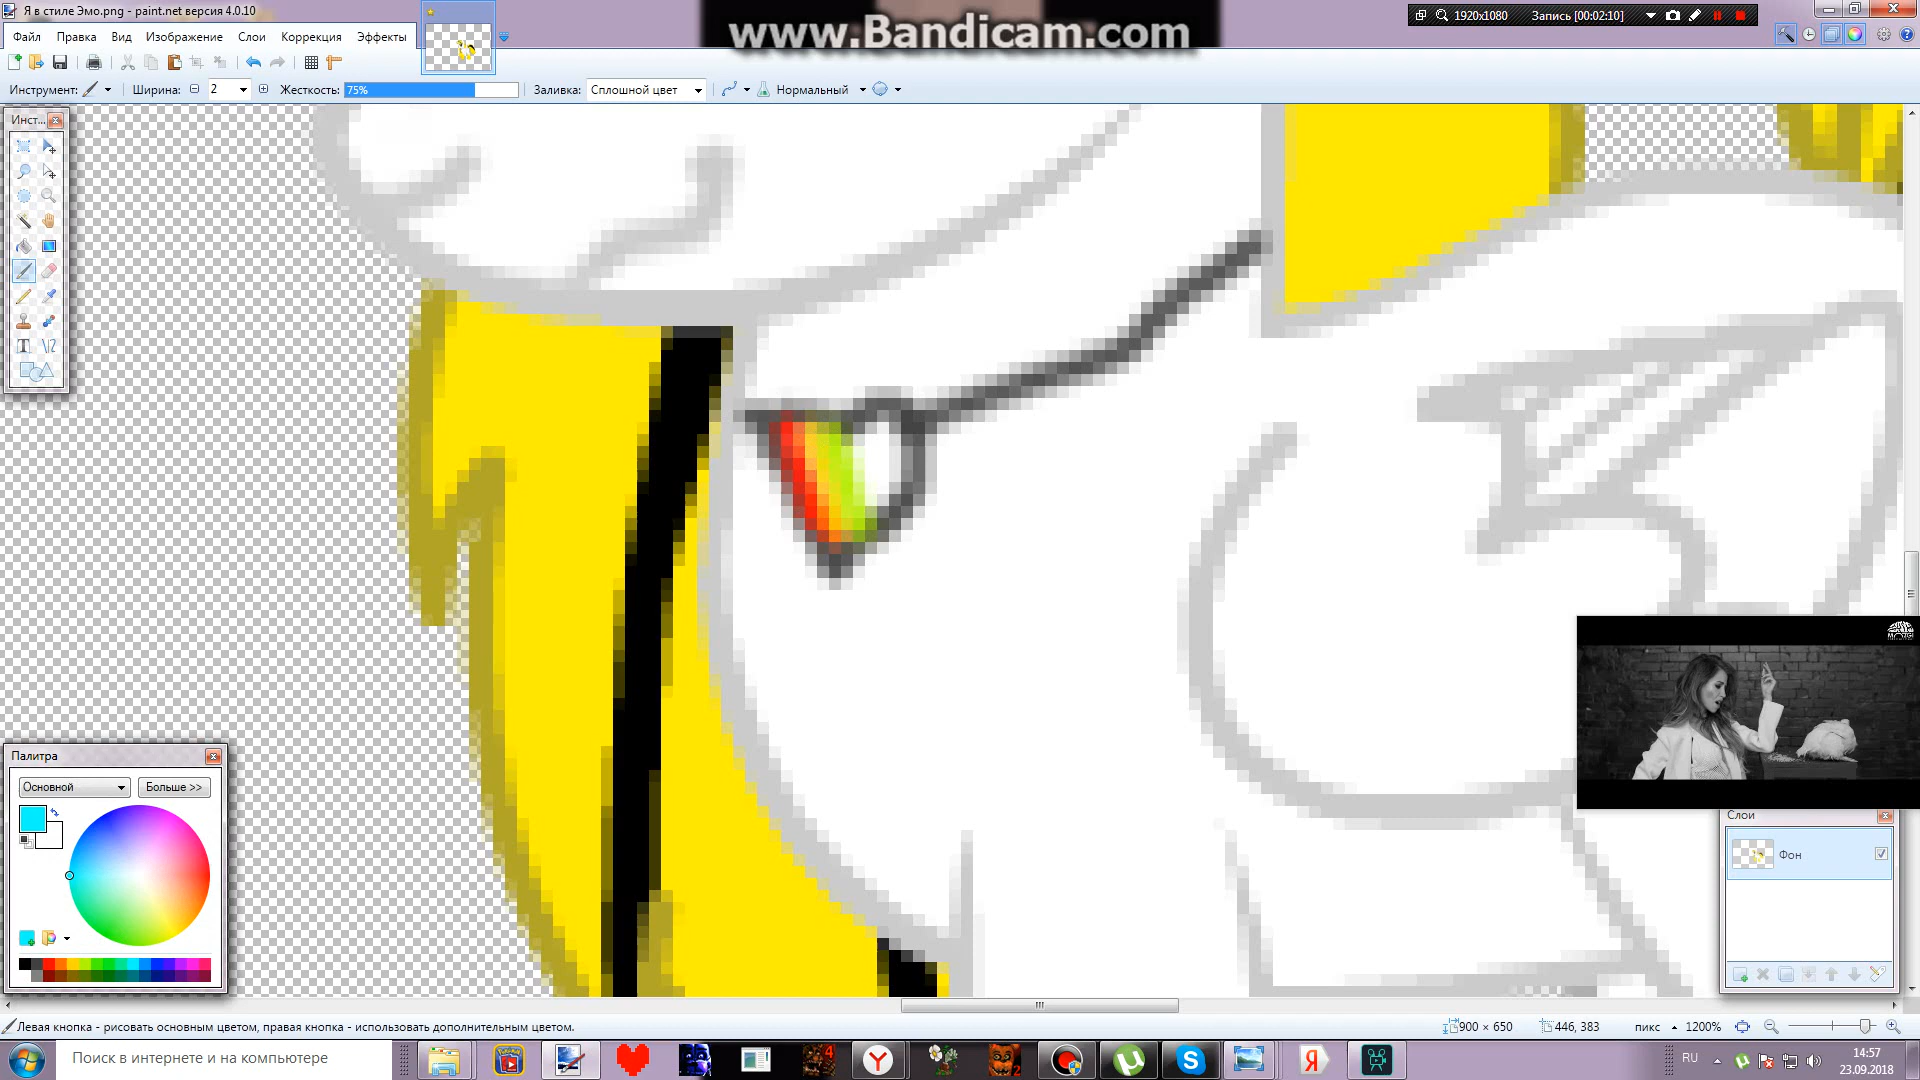 Я в стиле Эмо.png - paint.net версия 4.0.10
www.Bandicam.com
1920x1080 Запись [00:02:10]
Файл Правка Вид Изображение Слои Коррекция Эффекты
Инструмент: Ширина: 2 Жесткость: 75% Заливка: Сплошной цвет Нормальный
Инст...
Палитра
Основной Больше >>
Слои
Фон
Левая кнопка - рисовать основным цветом, правая кнопка - использовать дополнительным цветом.
900 × 650 446, 383 пикс 1200%
Поиск в интернете и на компьютере
RU
14:57
23.09.2018